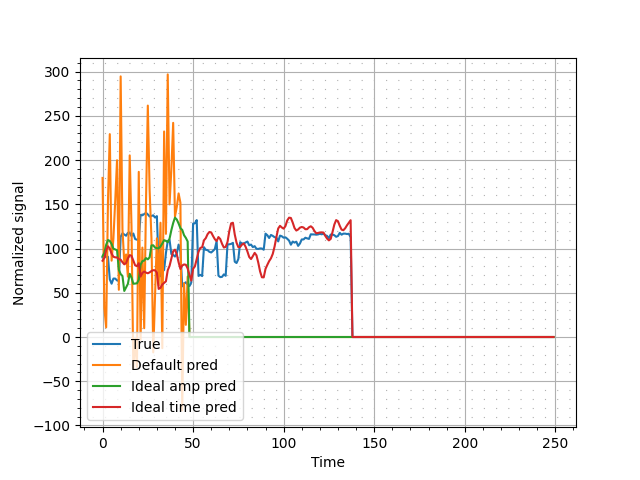 300
250
200
150
100
50
0
−50
−100
Normalized signal
True
Default pred
Ideal amp pred
Ideal time pred
0 50 100 150 200 250
Time